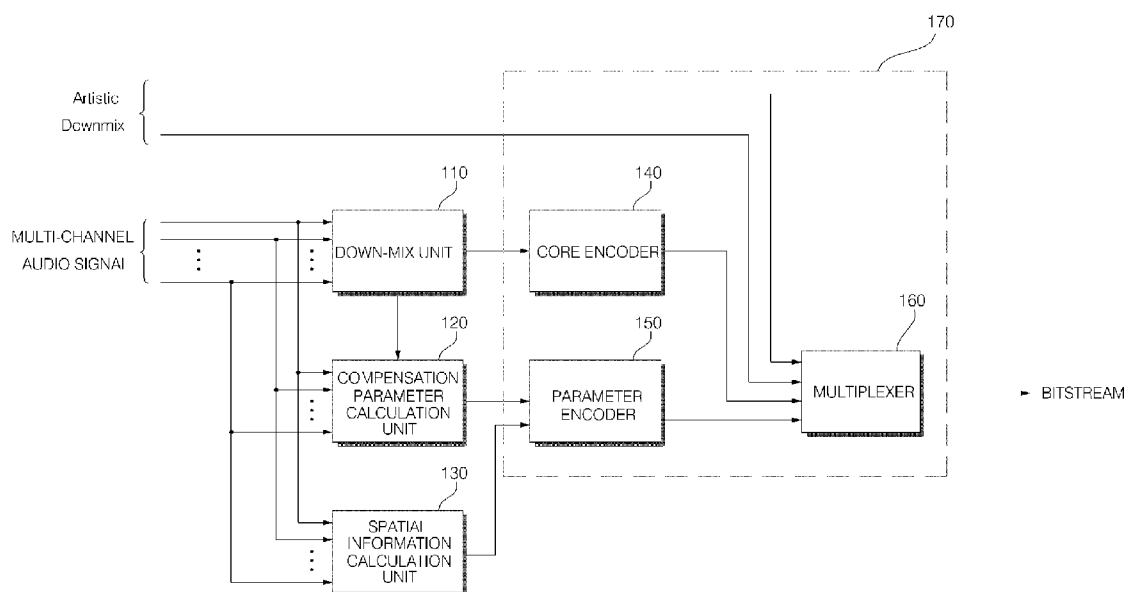 170
Artistic
Downmix
110
140
MULTI-CHANNEL
AUDIO SIGNAl
DOWN-MIX UNIT
CORE ENCODER
120
150
160
COMPENSATION
PARAMETER
CALCULATION
UNIT
PARAMETER
ENCODER
MULTIPLEXER
BITSTREAM
130
SPATIAl
INFORMATION
CALCULATION
UNIT